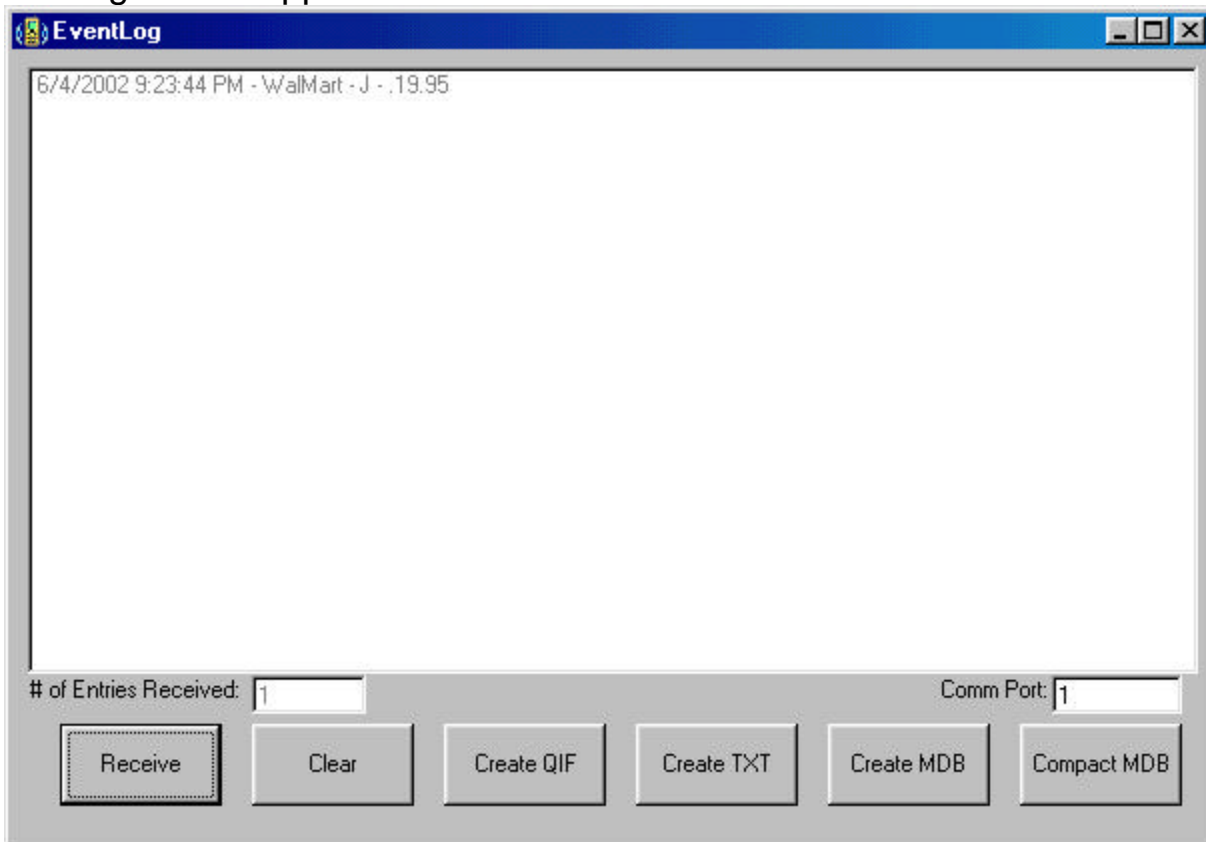 EventLog
6/4/2002 9:23:44 PM - WalMart - J - .19.95
# of Entries Received: 1
Comm Port: 1
Receive
Clear
Create QIF
Create TXT
Create MDB
Compact MDB